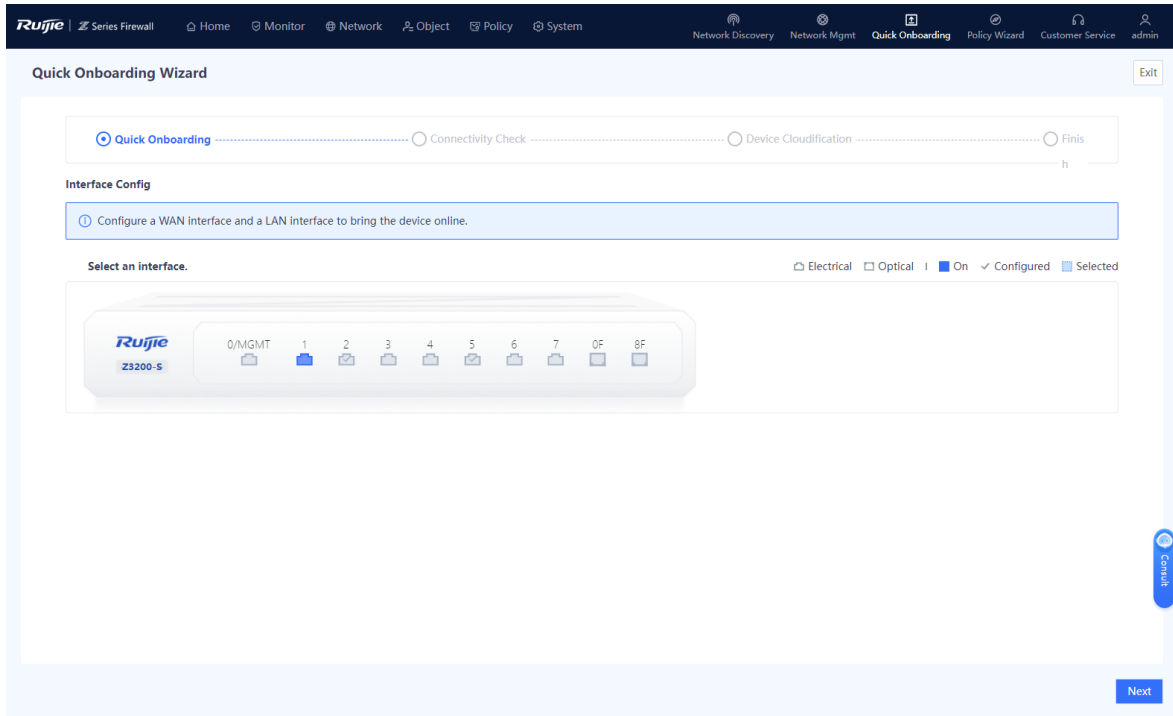 Ruijie | Z Series Firewall Home Monitor Network Object Policy System Network Discovery Network Mgmt Quick Onboarding Policy Wizard Customer Service admin
Quick Onboarding Wizard Exit
Quick Onboarding Connectivity Check Device Cloudification Finis
h
Interface Config
Configure a WAN interface and a LAN interface to bring the device online.
Select an interface. Electrical Optical | On Configured Selected
Ruijie 0/MGMT 1 2 3 4 5 6 7 0F 8F
Z3200-S
Consult
Next